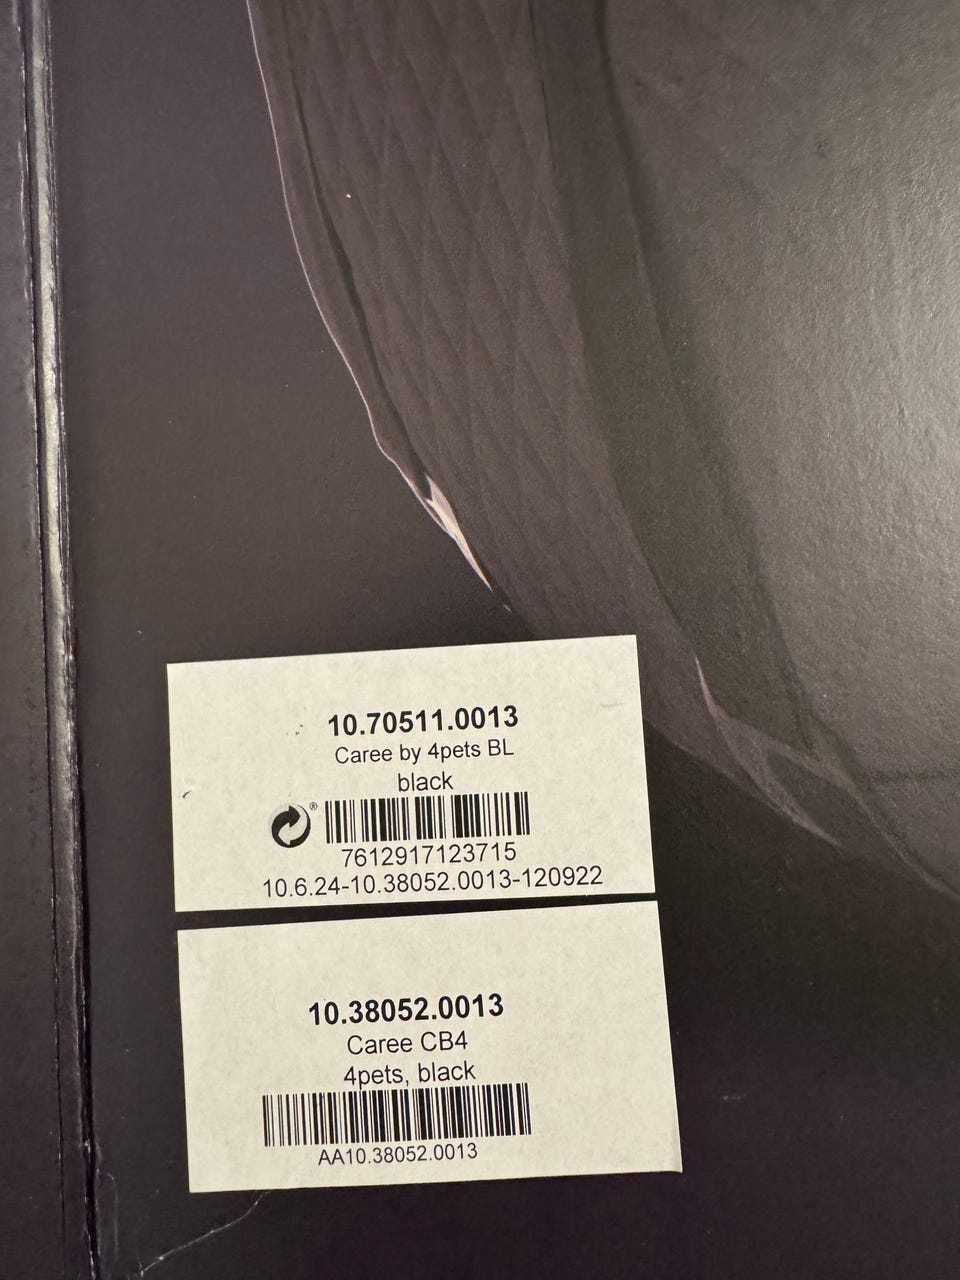 10.70511.0013
Caree by 4pets BL
black
®
7612917123715
10.6.24-10.38052.0013-120922
10.38052.0013
Caree CB4
4pets, black
AA10.38052.0013